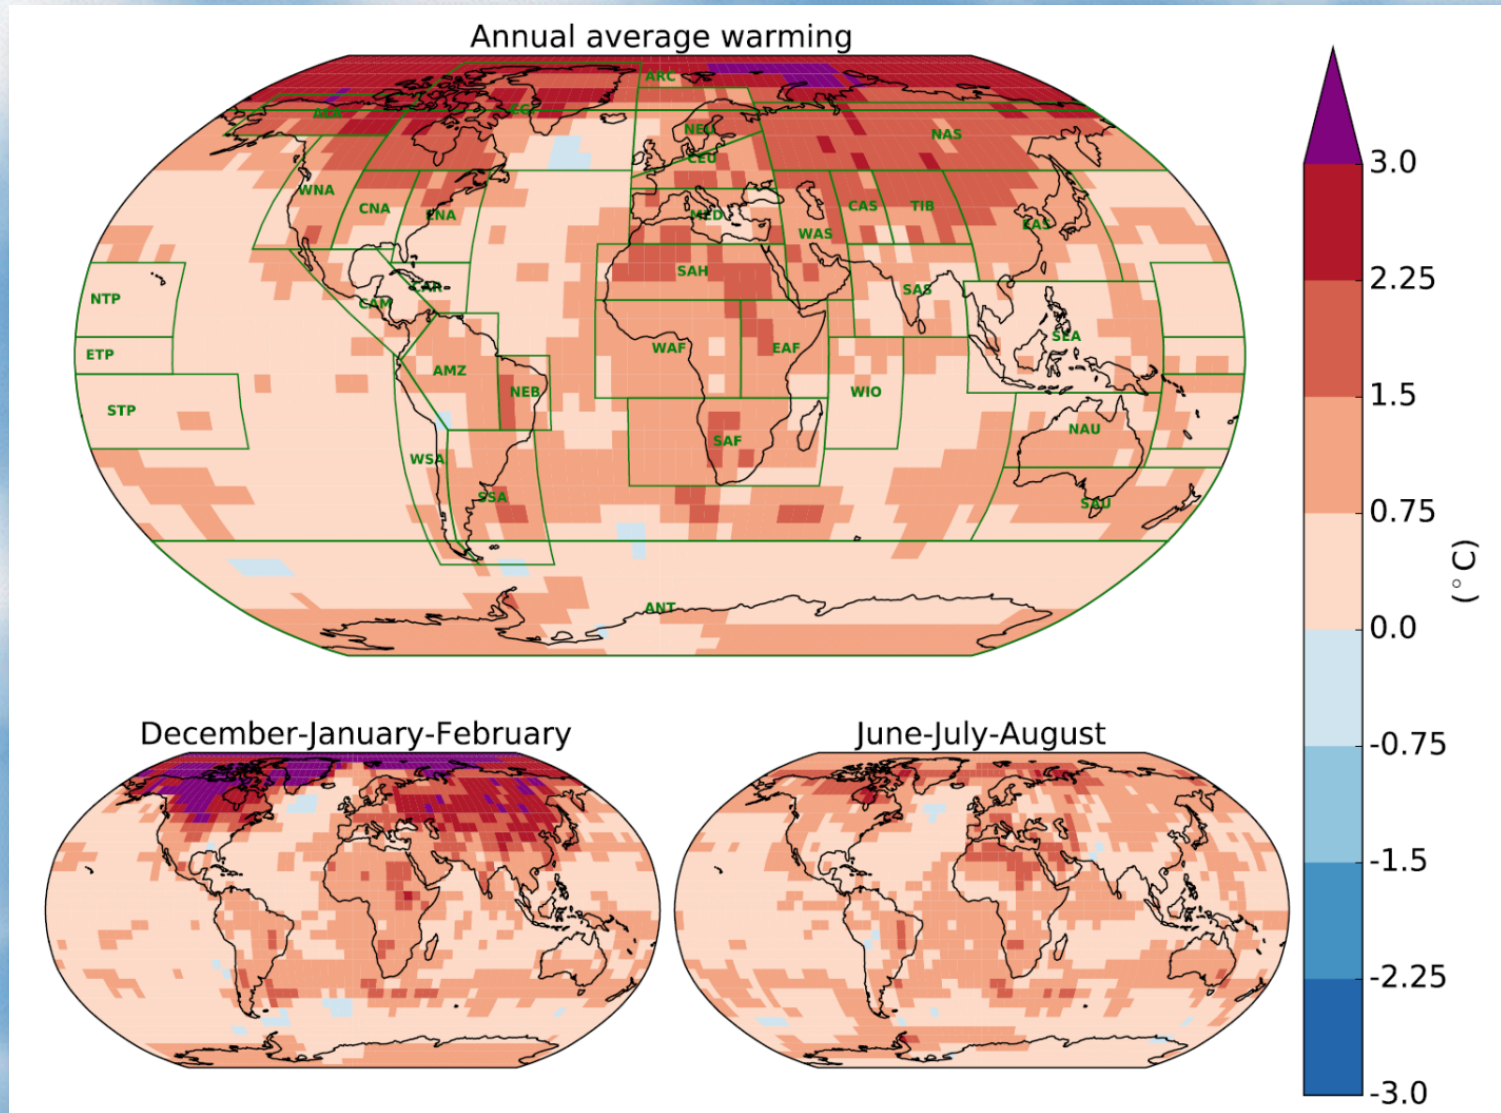 Annual average warming
ARC
ALA
CGI
NEU
NAS
CEU
WNA
CNA
ENA
MED
WAS
CAS
TIB
EAS
SAH
SAS
NTP
CAM
CAR
ETP
AMZ
WAF
EAF
SEA
STP
NEB
WIO
SAF
NAU
WSA
SSA
SAU
ANT
3.0
2.25
1.5
0.75
0.0
-0.75
-1.5
-2.25
-3.0
(°C)
December-January-February
June-July-August